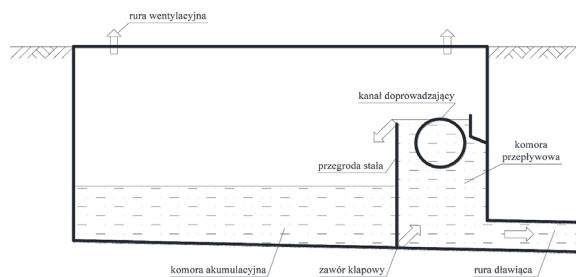 rura wentylacyjna
kanał doprowadzający
komora
przepływowa
przegroda stała
komora akumulacyjna
zawór klapowy
rura dławiąca